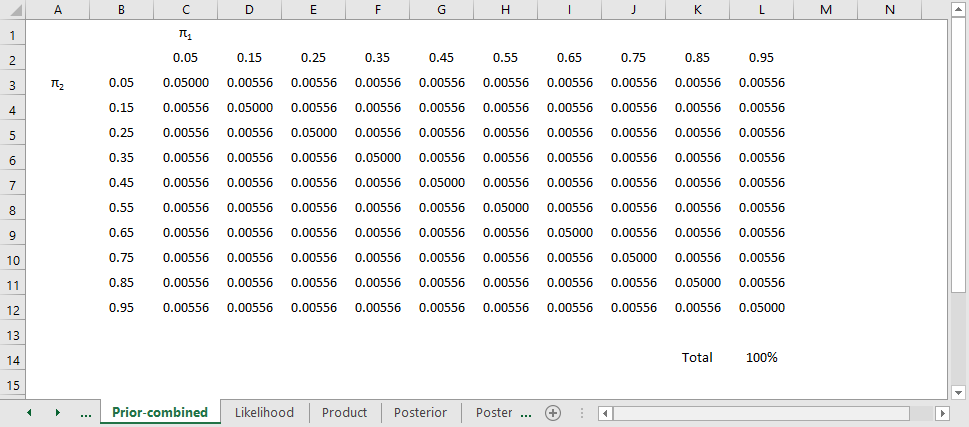 A B C D E F G H I J K L M N
1 π1
2 0.05 0.15 0.25 0.35 0.45 0.55 0.65 0.75 0.85 0.95
3 π2 0.05 0.05000 0.00556 0.00556 0.00556 0.00556 0.00556 0.00556 0.00556 0.00556 0.00556
4 0.15 0.00556 0.05000 0.00556 0.00556 0.00556 0.00556 0.00556 0.00556 0.00556 0.00556
5 0.25 0.00556 0.00556 0.05000 0.00556 0.00556 0.00556 0.00556 0.00556 0.00556 0.00556
6 0.35 0.00556 0.00556 0.00556 0.05000 0.00556 0.00556 0.00556 0.00556 0.00556 0.00556
7 0.45 0.00556 0.00556 0.00556 0.00556 0.05000 0.00556 0.00556 0.00556 0.00556 0.00556
8 0.55 0.00556 0.00556 0.00556 0.00556 0.00556 0.05000 0.00556 0.00556 0.00556 0.00556
9 0.65 0.00556 0.00556 0.00556 0.00556 0.00556 0.00556 0.05000 0.00556 0.00556 0.00556
10 0.75 0.00556 0.00556 0.00556 0.00556 0.00556 0.00556 0.00556 0.05000 0.00556 0.00556
11 0.85 0.00556 0.00556 0.00556 0.00556 0.00556 0.00556 0.00556 0.00556 0.05000 0.00556
12 0.95 0.00556 0.00556 0.00556 0.00556 0.00556 0.00556 0.00556 0.00556 0.00556 0.05000
13
14 Total 100%
15
... Prior-combined Likelihood Product Posterior Poster ...